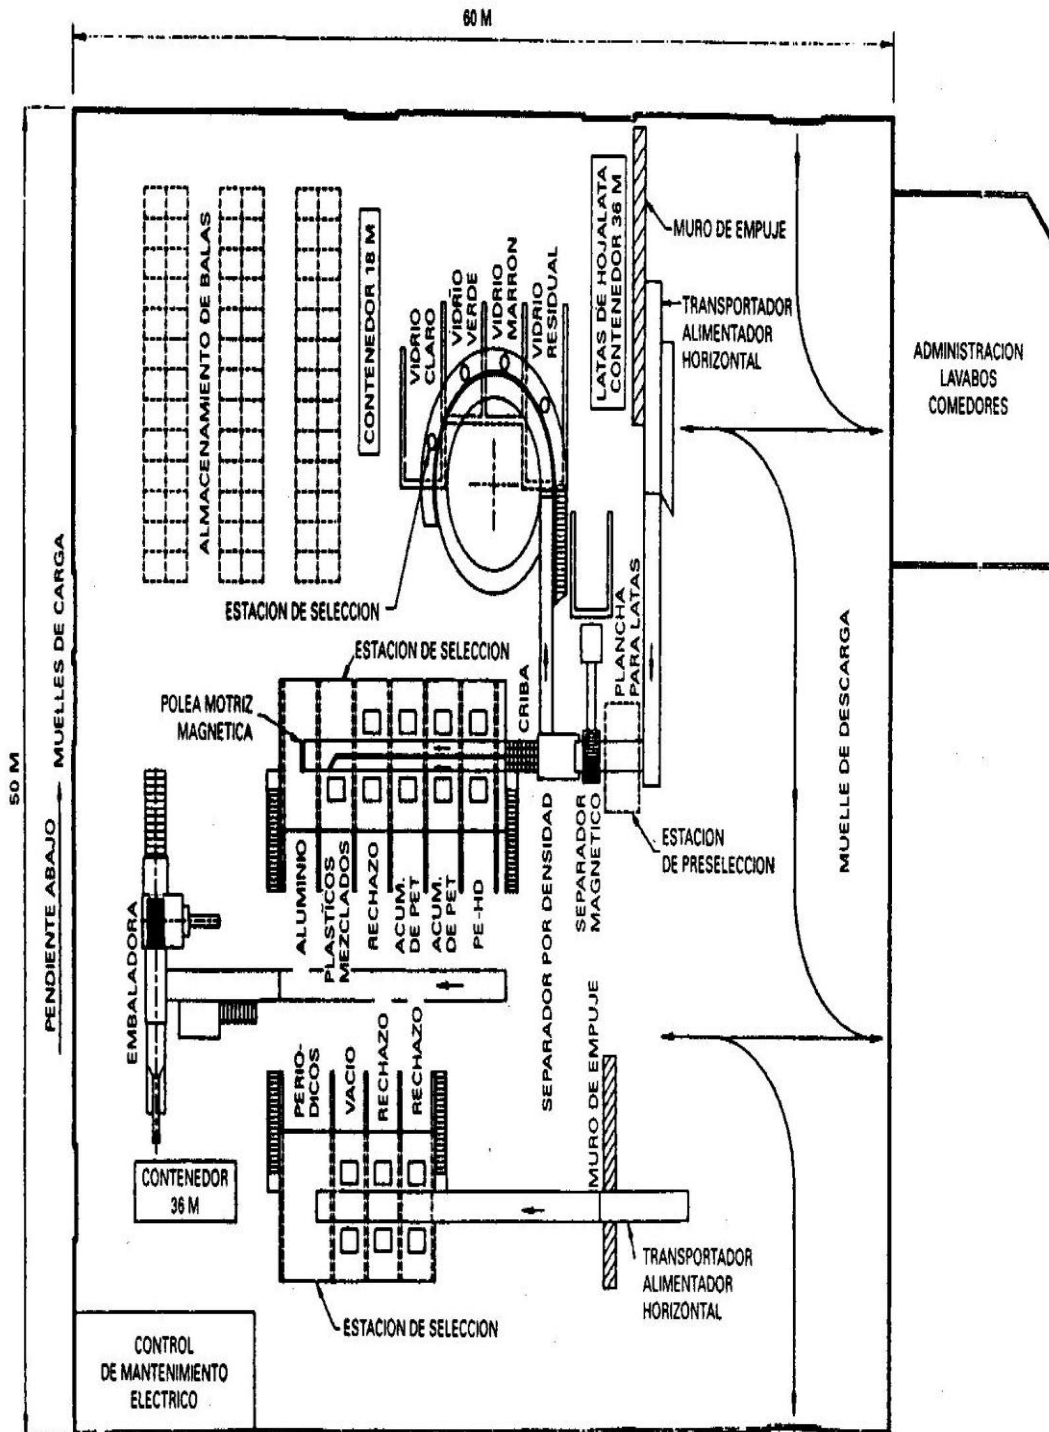 60 M
50 M
MUELLES DE CARGA
PENDIENTE ABAJO
ALMACENAMIENTO DE BALAS
CONTENEDOR 18 M
VIDRIO
CLARO
VIDRIO
VERDE
VIDRIO
MARRON
VIDRIO
RESIDUAL
LATAS DE HOJALATA
CONTENEDOR 36 M
MURO DE EMPUJE
TRANSPORTADOR
ALIMENTADOR
HORIZONTAL
ADMINISTRACION
LAVABOS
COMEDORES
ESTACION DE SELECCION
ESTACION DE SELECCION
POLEA MOTRIZ
MAGNETICA
CRIBA
PLANCHA
PARA LATAS
MUELLE DE DESCARGA
ESTACION
DE PRESELECCION
SEPARADOR
MAGNETICO
SEPARADOR POR DENSIDAD
ALUMINIO
PLASTICOS
MEZCLADOS
RECHAZO
ACUM.
DE PET
ACUM.
DE PET
PE-HD
EMBALADORA
PERIO-
DICOS
VACIO
RECHAZO
RECHAZO
MURO DE EMPUJE
CONTENEDOR
36 M
TRANSPORTADOR
ALIMENTADOR
HORIZONTAL
ESTACION DE SELECCION
CONTROL
DE MANTENIMIENTO
ELECTRICO